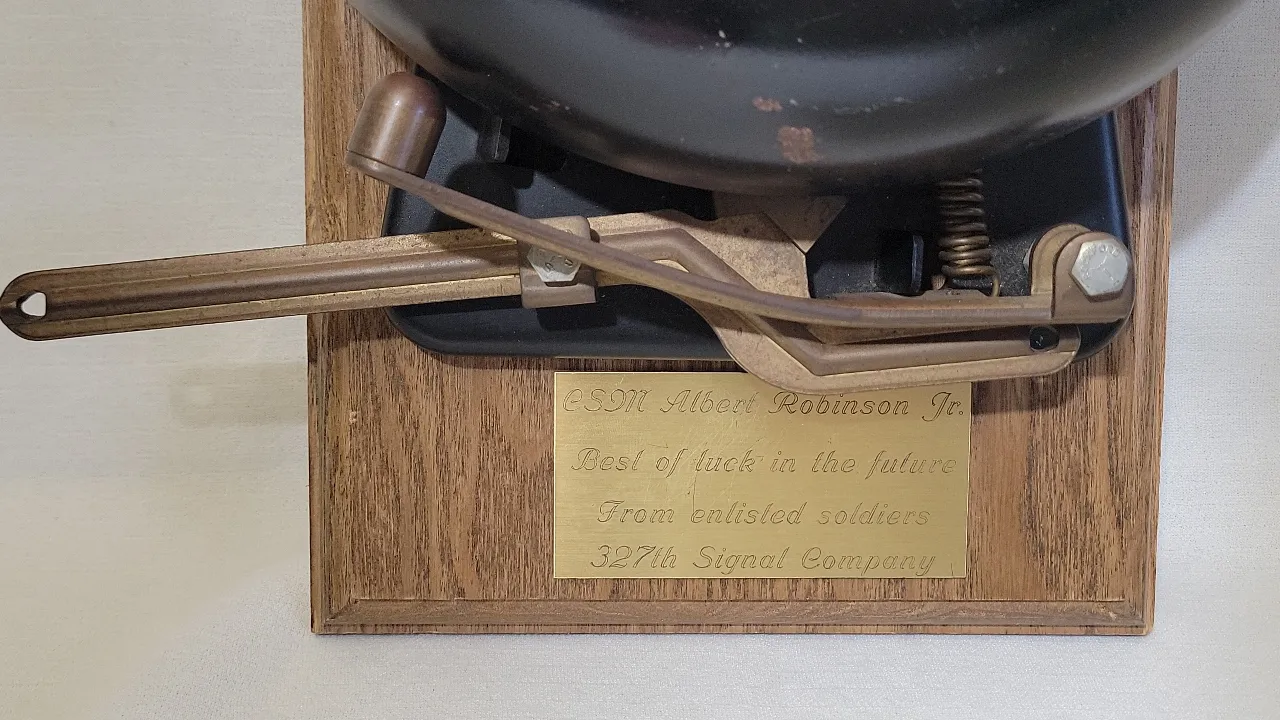 CSM Albert Robinson Jr.
Best of luck in the future
From enlisted soldiers
327th Signal Company